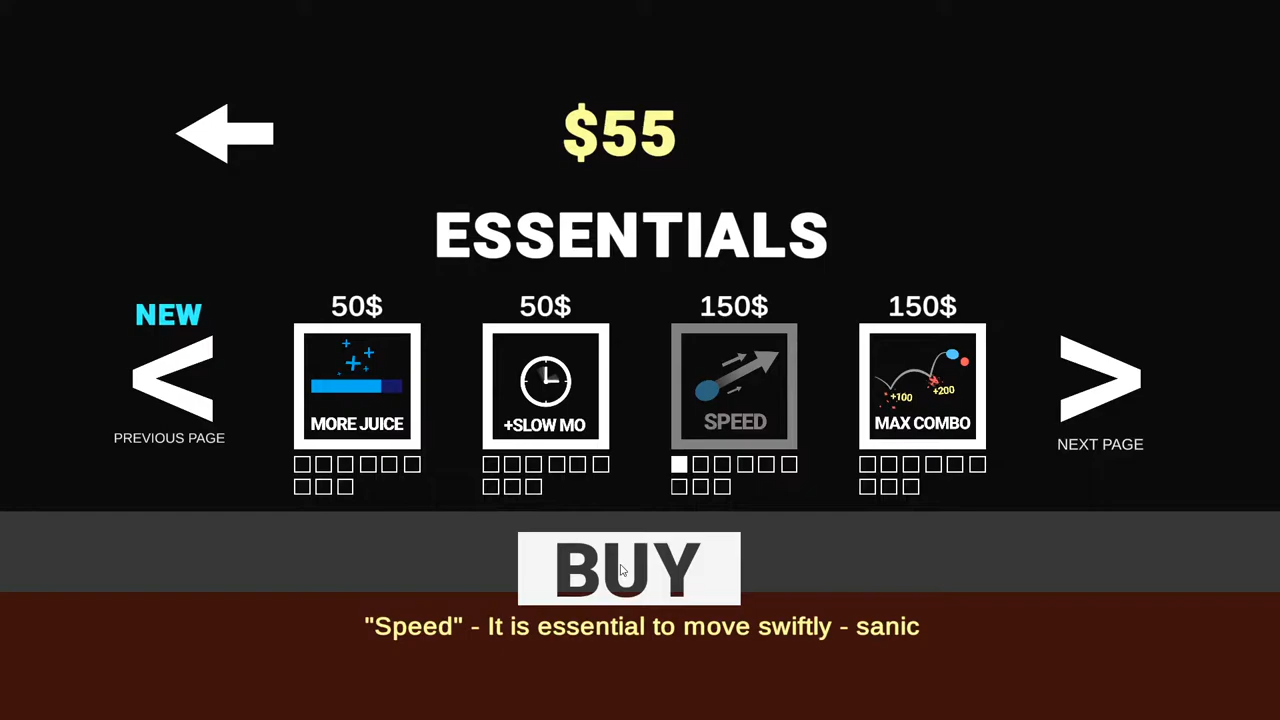 $55
ESSENTIALS
NEW
50$
50$
150$
150$
+100
+200
MORE JUICE
+SLOW MO
SPEED
MAX COMBO
PREVIOUS PAGE
NEXT PAGE
BUY
"Speed" - It is essential to move swiftly - sanic